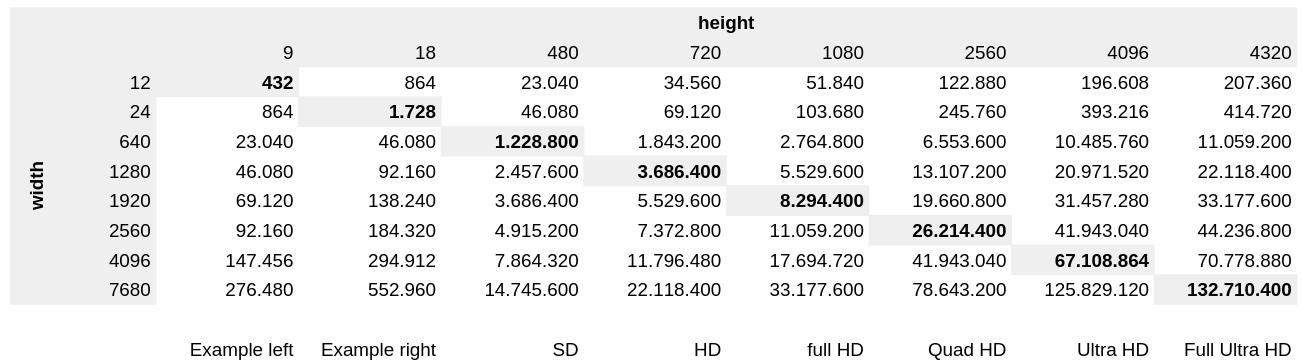 height
9 18 480 720 1080 2560 4096 4320
12 432 864 23.040 34.560 51.840 122.880 196.608 207.360
24 864 1.728 46.080 69.120 103.680 245.760 393.216 414.720
640 23.040 46.080 1.228.800 1.843.200 2.764.800 6.553.600 10.485.760 11.059.200
width
1280 46.080 92.160 2.457.600 3.686.400 5.529.600 13.107.200 20.971.520 22.118.400
1920 69.120 138.240 3.686.400 5.529.600 8.294.400 19.660.800 31.457.280 33.177.600
2560 92.160 184.320 4.915.200 7.372.800 11.059.200 26.214.400 41.943.040 44.236.800
4096 147.456 294.912 7.864.320 11.796.480 17.694.720 41.943.040 67.108.864 70.778.880
7680 276.480 552.960 14.745.600 22.118.400 33.177.600 78.643.200 125.829.120 132.710.400
Example left Example right SD HD full HD Quad HD Ultra HD Full Ultra HD